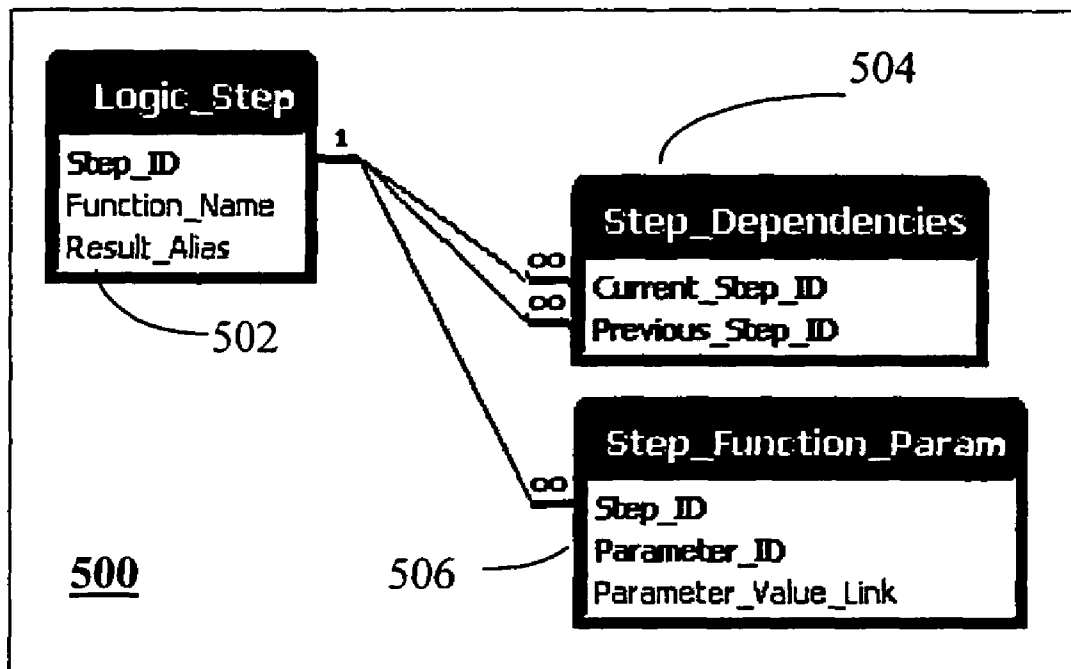 Logic_Step
Step_ID
Function_Name
Result_Alias
502
1
504
Step_Dependencies
∞
Current_Step_ID
∞
Previous_Step_ID
Step_Function_Param
∞
Step_ID
Parameter_ID
Parameter_Value_Link
506
500